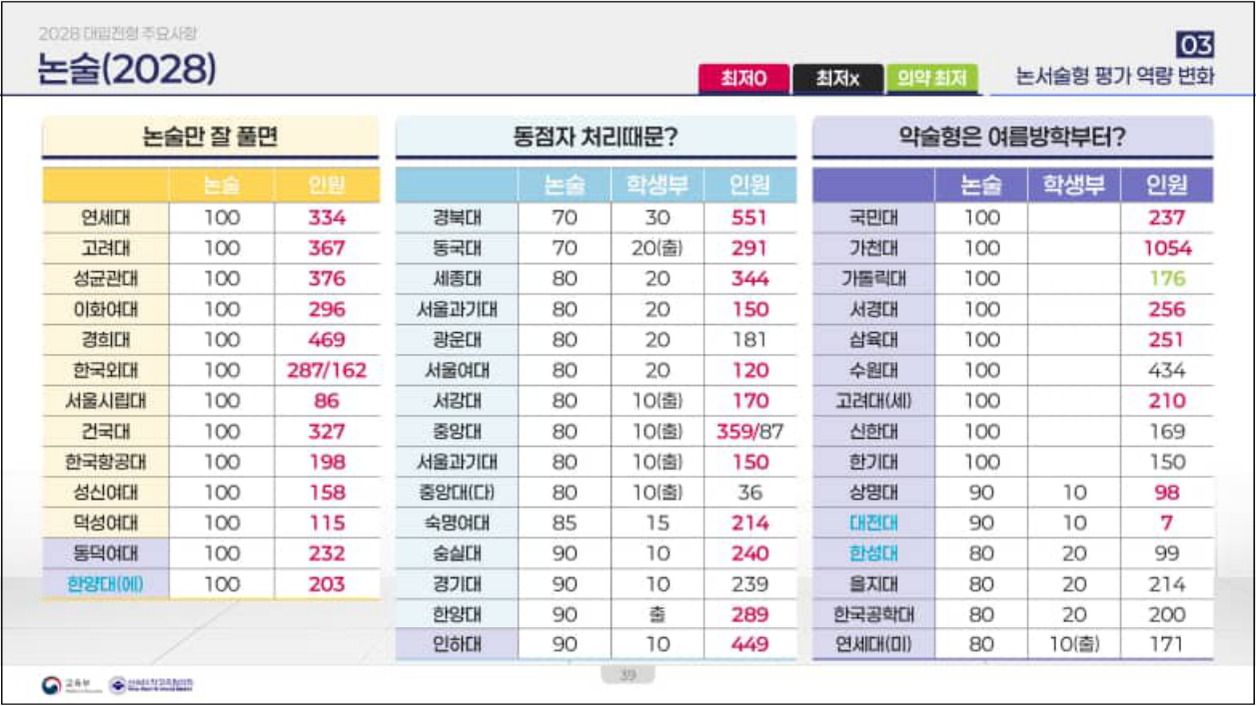 2028 대입전형 주요사항
논술(2028)
03
최저O 최저x 의약 최저 논서술형 평가 역량 변화
논술만 잘 풀면
논술 인원
연세대 100 334
고려대 100 367
성균관대 100 376
이화여대 100 296
경희대 100 469
한국외대 100 287/162
서울시립대 100 86
건국대 100 327
한국항공대 100 198
성신여대 100 158
덕성여대 100 115
동덕여대 100 232
한양대(에) 100 203
동점자 처리때문?
논술 학생부 인원
경북대 70 30 551
동국대 70 20(출) 291
세종대 80 20 344
서울과기대 80 20 150
광운대 80 20 181
서울여대 80 20 120
서강대 80 10(출) 170
중앙대 80 10(출) 359/87
서울과기대 80 10(출) 150
중앙대(다) 80 10(출) 36
숙명여대 85 15 214
숭실대 90 10 240
경기대 90 10 239
한양대 90 출 289
인하대 90 10 449
약술형은 여름방학부터?
논술 학생부 인원
국민대 100 237
가천대 100 1054
가톨릭대 100 176
서경대 100 256
삼육대 100 251
수원대 100 434
고려대(세) 100 210
신한대 100 169
한기대 100 150
상명대 90 10 98
대전대 90 10 7
한성대 80 20 99
을지대 80 20 214
한국공학대 80 20 200
연세대(미) 80 10(출) 171
39
교육부